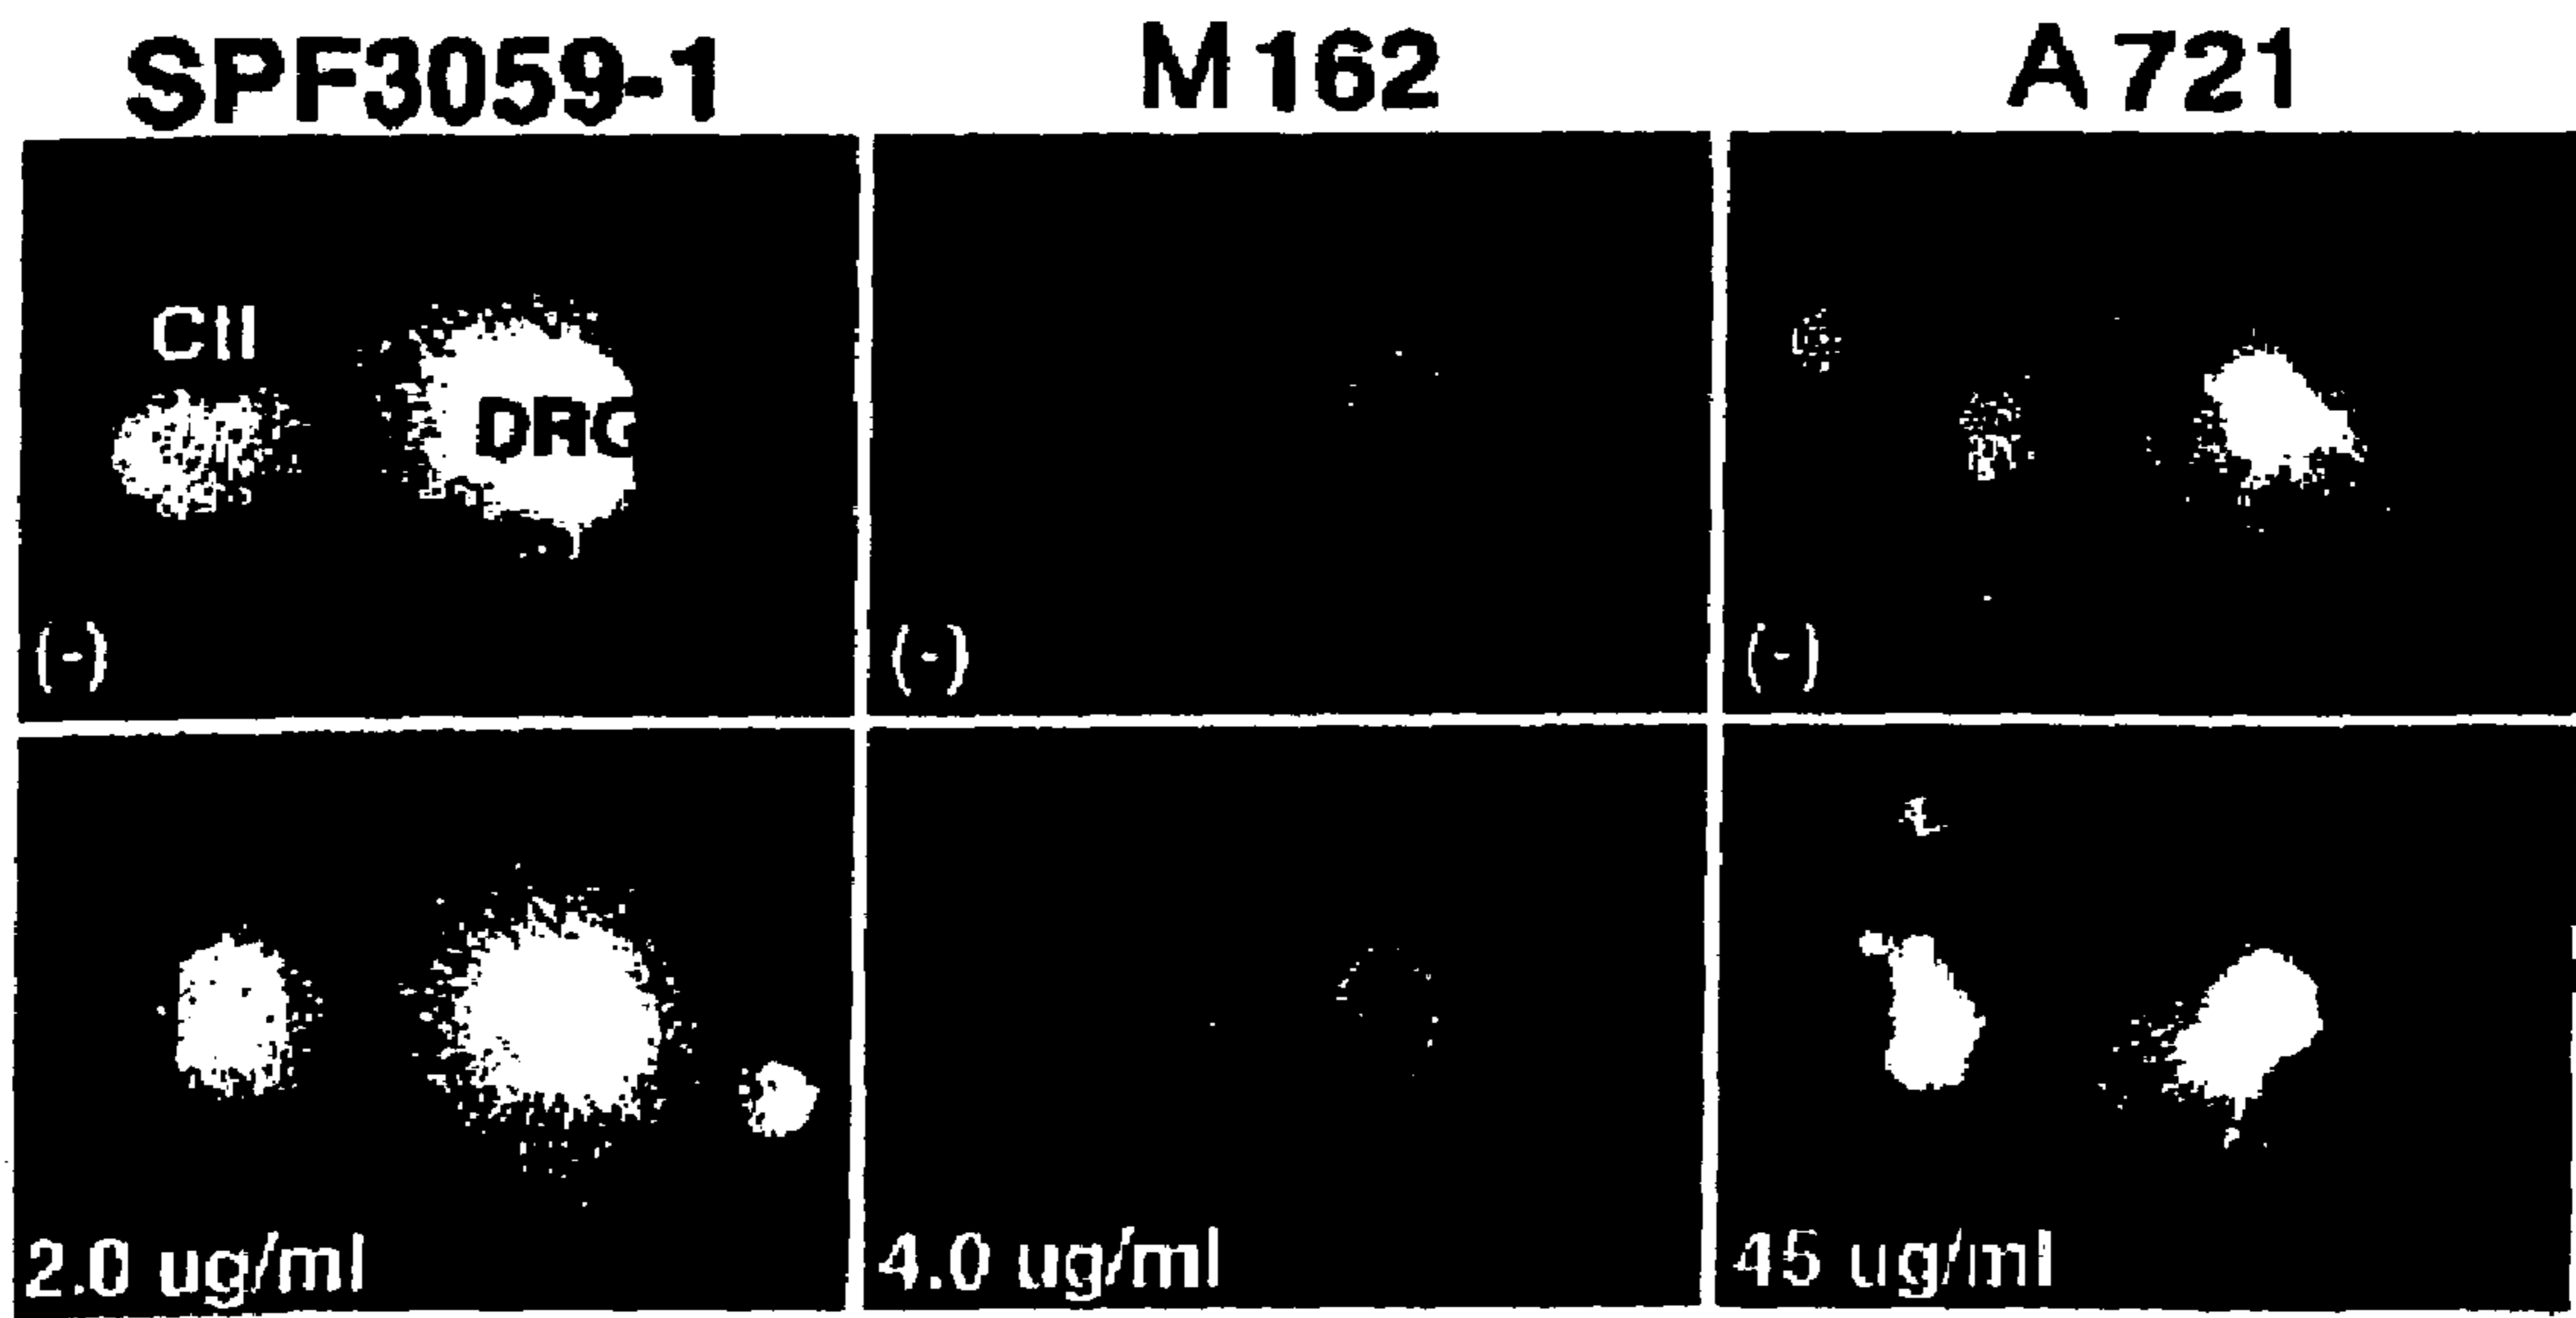 SPF3059-1 M162 A721
CII
DRG
(-) (-) (-)
2.0 ug/ml 4.0 ug/ml 45 ug/ml